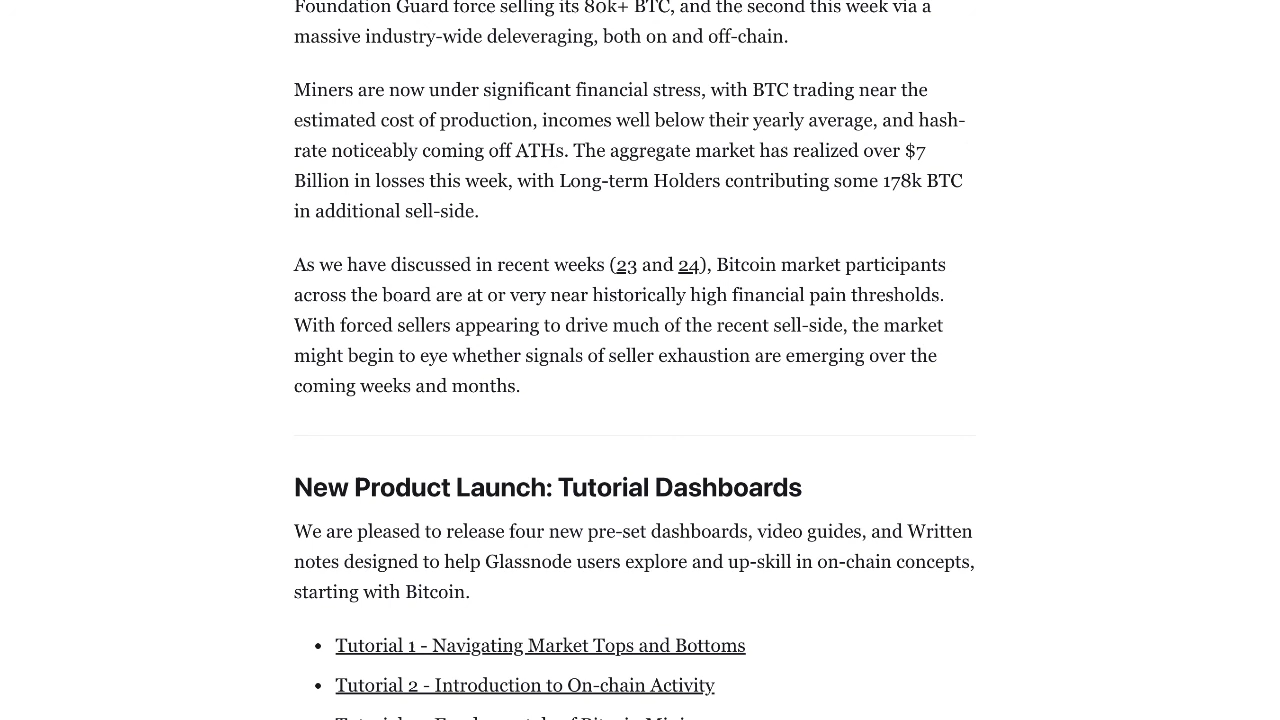 Foundation Guard force selling its 80k+ BTC, and the second this week via a
massive industry-wide deleveraging, both on and off-chain.
Miners are now under significant financial stress, with BTC trading near the
estimated cost of production, incomes well below their yearly average, and hash-
rate noticeably coming off ATHs. The aggregate market has realized over $7
Billion in losses this week, with Long-term Holders contributing some 178k BTC
in additional sell-side.
As we have discussed in recent weeks (23 and 24), Bitcoin market participants
across the board are at or very near historically high financial pain thresholds.
With forced sellers appearing to drive much of the recent sell-side, the market
might begin to eye whether signals of seller exhaustion are emerging over the
coming weeks and months.
New Product Launch: Tutorial Dashboards
We are pleased to release four new pre-set dashboards, video guides, and Written
notes designed to help Glassnode users explore and up-skill in on-chain concepts,
starting with Bitcoin.
• Tutorial 1 - Navigating Market Tops and Bottoms
• Tutorial 2 - Introduction to On-chain Activity